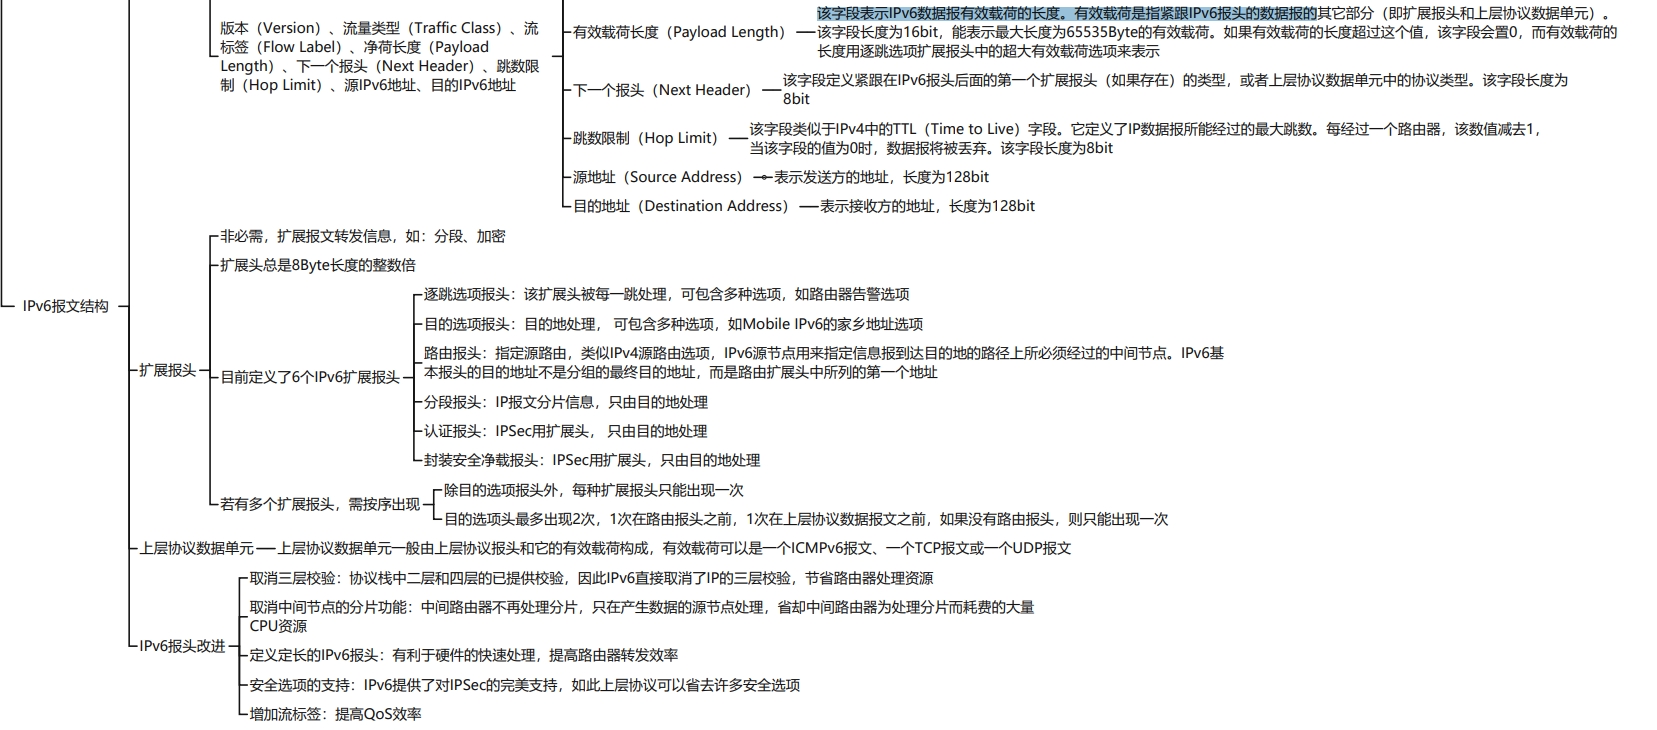 该字段表示IPv6数据报有效载荷的长度。有效载荷是指紧跟IPv6报头的数据报的其它部分（即扩展报头和上层协议数据单元）。
该字段长度为16bit，能表示最大长度为65535Byte的有效载荷。如果有效载荷的长度超过这个值，该字段会置0，而有效载荷的
长度用逐跳选项扩展报头中的超大有效载荷选项来表示
有效载荷长度（Payload Length）
版本（Version）、流量类型（Traffic Class）、流
标签（Flow Label）、净荷长度（Payload
Length）、下一个报头（Next Header）、跳数限
制（Hop Limit）、源IPv6地址、目的IPv6地址
下一个报头（Next Header）
该字段定义紧跟在IPv6报头后面的第一个扩展报头（如果存在）的类型，或者上层协议数据单元中的协议类型。该字段长度为
8bit
跳数限制（Hop Limit）
该字段类似于IPv4中的TTL（Time to Live）字段。它定义了IP数据报所能经过的最大跳数。每经过一个路由器，该数值减去1，
当该字段的值为0时，数据报将被丢弃。该字段长度为8bit
源地址（Source Address）
表示发送方的地址，长度为128bit
目的地址（Destination Address）
表示接收方的地址，长度为128bit
IPv6报文结构
扩展报头
非必需，扩展报文转发信息，如：分段、加密
扩展头总是8Byte长度的整数倍
目前定义了6个IPv6扩展报头
逐跳选项报头：该扩展头被每一跳处理，可包含多种选项，如路由器告警选项
目的选项报头：目的地处理， 可包含多种选项，如Mobile IPv6的家乡地址选项
路由报头：指定源路由，类似IPv4源路由选项，IPv6源节点用来指定信息报到达目的地的路径上所必须经过的中间节点。IPv6基
本报头的目的地址不是分组的最终目的地址，而是路由扩展头中所列的第一个地址
分段报头：IP报文分片信息，只由目的地处理
认证报头：IPSec用扩展头， 只由目的地处理
封装安全净载报头：IPSec用扩展头，只由目的地处理
若有多个扩展报头，需按序出现
除目的选项报头外，每种扩展报头只能出现一次
目的选项头最多出现2次，1次在路由报头之前，1次在上层协议数据报文之前，如果没有路由报头，则只能出现一次
上层协议数据单元
上层协议数据单元一般由上层协议报头和它的有效载荷构成，有效载荷可以是一个ICMPv6报文、一个TCP报文或一个UDP报文
IPv6报头改进
取消三层校验：协议栈中二层和四层的已提供校验，因此IPv6直接取消了IP的三层校验，节省路由器处理资源
取消中间节点的分片功能：中间路由器不再处理分片，只在产生数据的源节点处理，省却中间路由器为处理分片而耗费的大量
CPU资源
定义定长的IPv6报头：有利于硬件的快速处理，提高路由器转发效率
安全选项的支持：IPv6提供了对IPSec的完美支持，如此上层协议可以省去许多安全选项
增加流标签：提高QoS效率